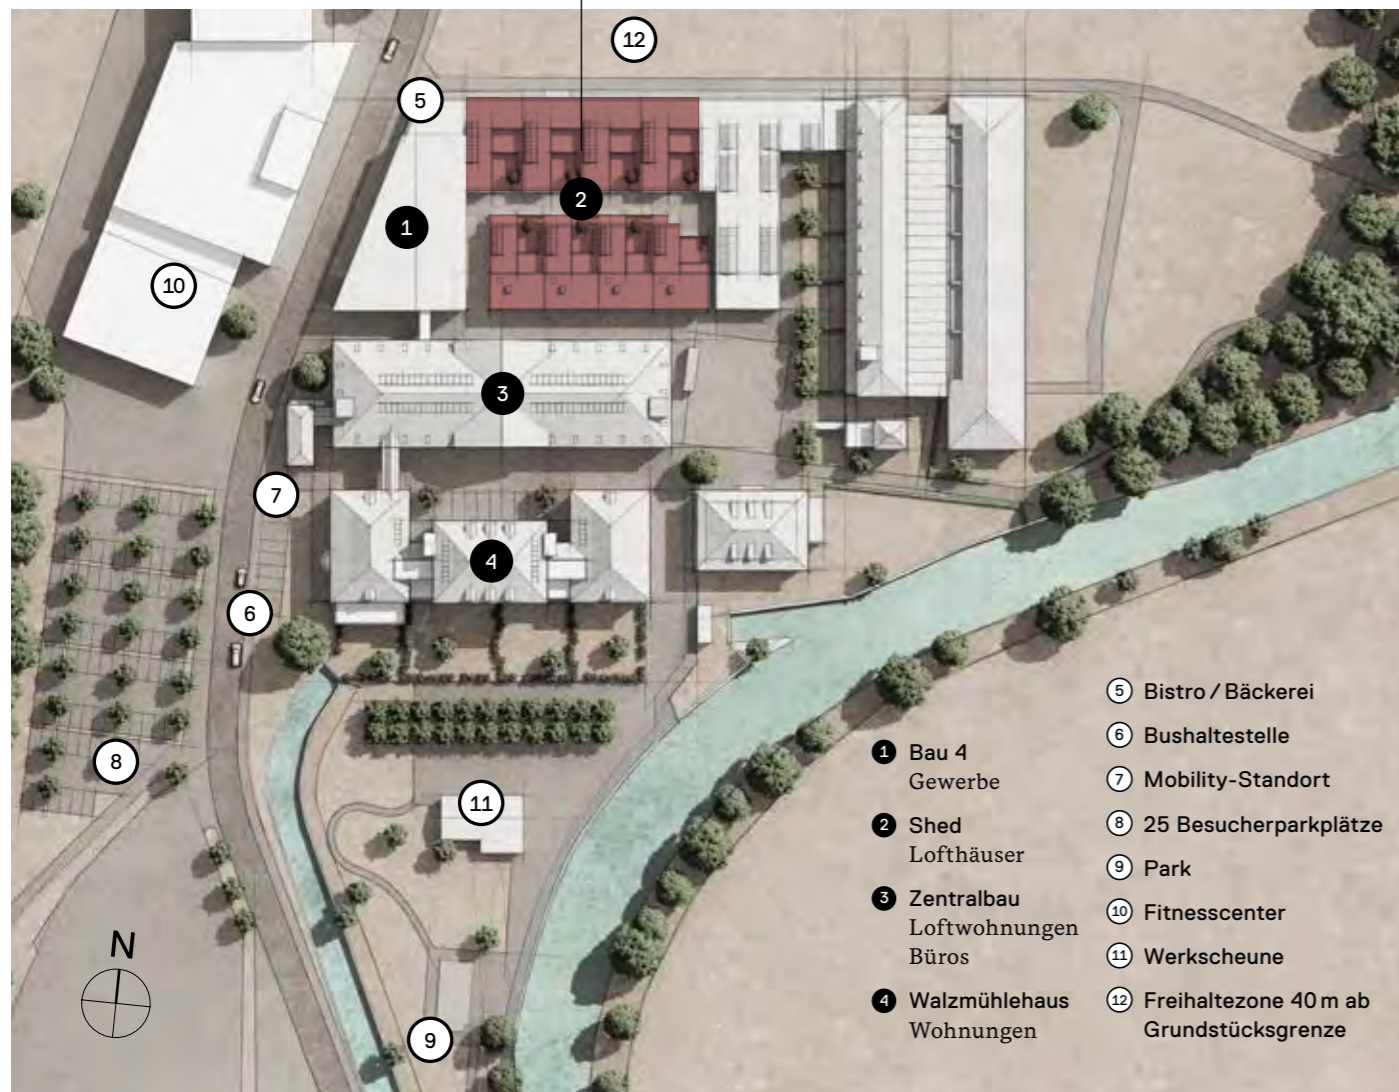 12
5
2
1
10
3
7
4
6
8
11
N
9
1 Bau 4
Gewerbe
2 Shed
Lofthäuser
3 Zentralbau
Loftwohnungen
Büros
4 Walzmühlehaus
Wohnungen
5 Bistro / Bäckerei
6 Bushaltestelle
7 Mobility-Standort
8 25 Besucherparkplätze
9 Park
10 Fitnesscenter
11 Werkscheune
12 Freihaltezone 40 m ab
Grundstücksgrenze